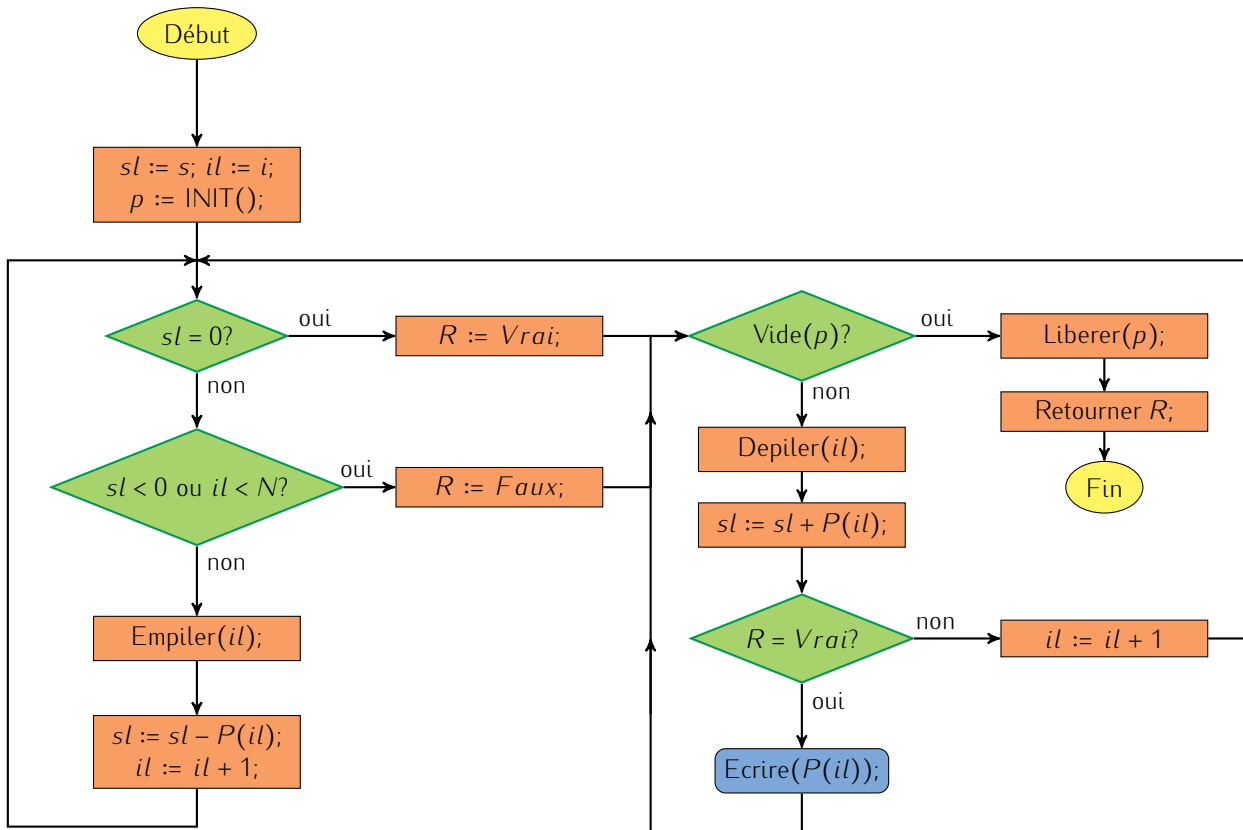 Début
sl := s; il := i;
p := INIT();
sl = 0?
oui
R := Vrai;
non
sl < 0 ou il < N?
oui
R := Faux;
non
Empiler(il);
sl := sl – P(il);
il := il + 1;
Vide(p)?
oui
Liberer(p);
Retourner R;
Fin
non
Depiler(il);
sl := sl + P(il);
R = Vrai?
non
il := il + 1
oui
Ecrire(P(il));